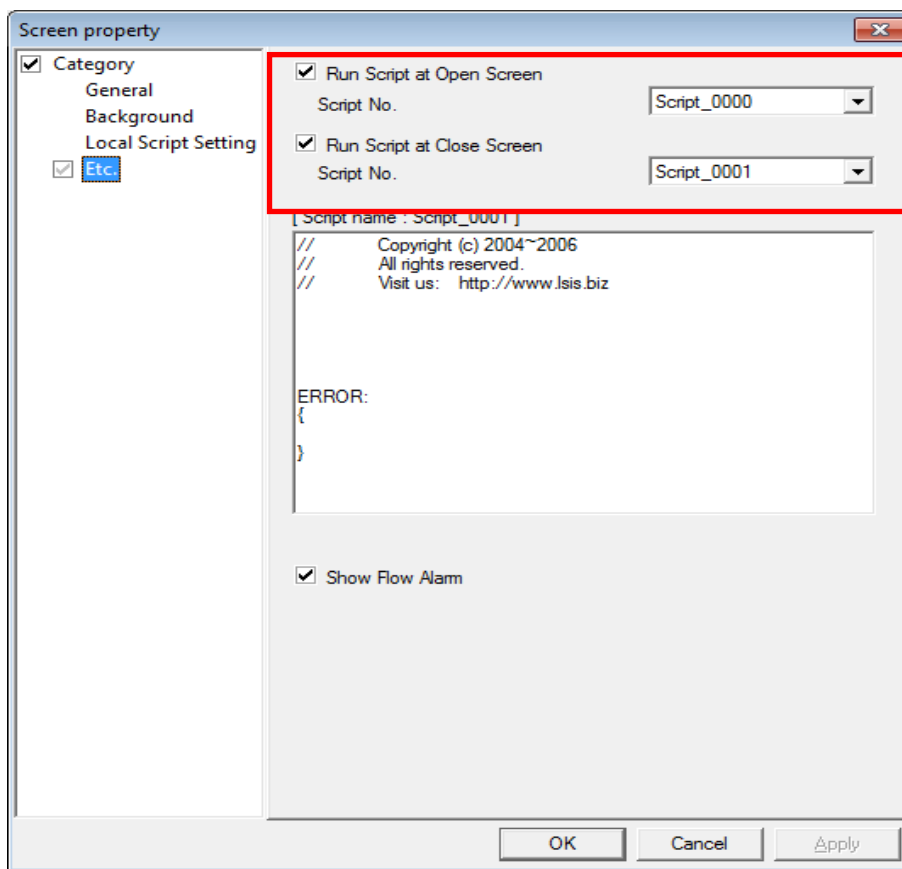 Screen property
Category
General
Background
Local Script Setting
Etc.
Run Script at Open Screen
Script No.
Script_0000
Run Script at Close Screen
Script No.
Script_0001
[ Script name : Script_0001 ]
// Copyright (c) 2004~2006
// All rights reserved.
// Visit us: http://www.lsis.biz
ERROR:
{
}
Show Flow Alarm
OK
Cancel
Apply